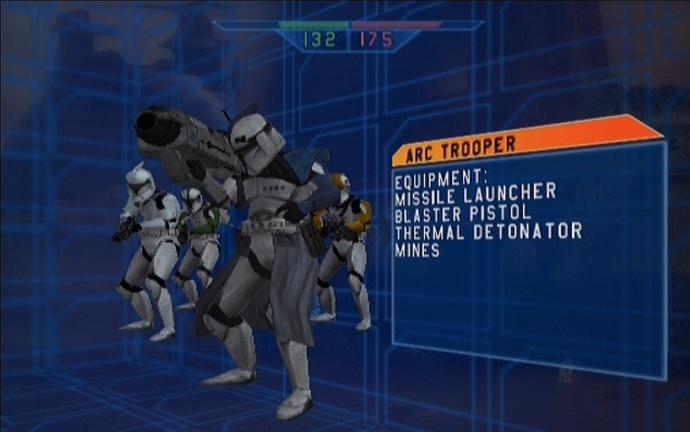 132 175
ARC TROOPER
EQUIPMENT:
MISSILE LAUNCHER
BLASTER PISTOL
THERMAL DETONATOR
MINES